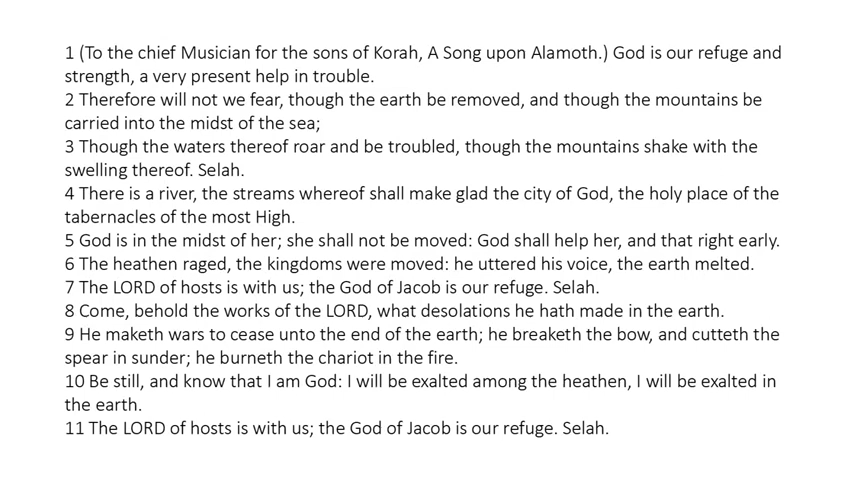 1 (To the chief Musician for the sons of Korah, A Song upon Alamoth.) God is our refuge and
strength, a very present help in trouble.
2 Therefore will not we fear, though the earth be removed, and though the mountains be
carried into the midst of the sea;
3 Though the waters thereof roar and be troubled, though the mountains shake with the
swelling thereof. Selah.
4 There is a river, the streams whereof shall make glad the city of God, the holy place of the
tabernacles of the most High.
5 God is in the midst of her; she shall not be moved: God shall help her, and that right early.
6 The heathen raged, the kingdoms were moved: he uttered his voice, the earth melted.
7 The LORD of hosts is with us; the God of Jacob is our refuge. Selah.
8 Come, behold the works of the LORD, what desolations he hath made in the earth.
9 He maketh wars to cease unto the end of the earth; he breaketh the bow, and cutteth the
spear in sunder; he burneth the chariot in the fire.
10 Be still, and know that I am God: I will be exalted among the heathen, I will be exalted in
the earth.
11 The LORD of hosts is with us; the God of Jacob is our refuge. Selah.